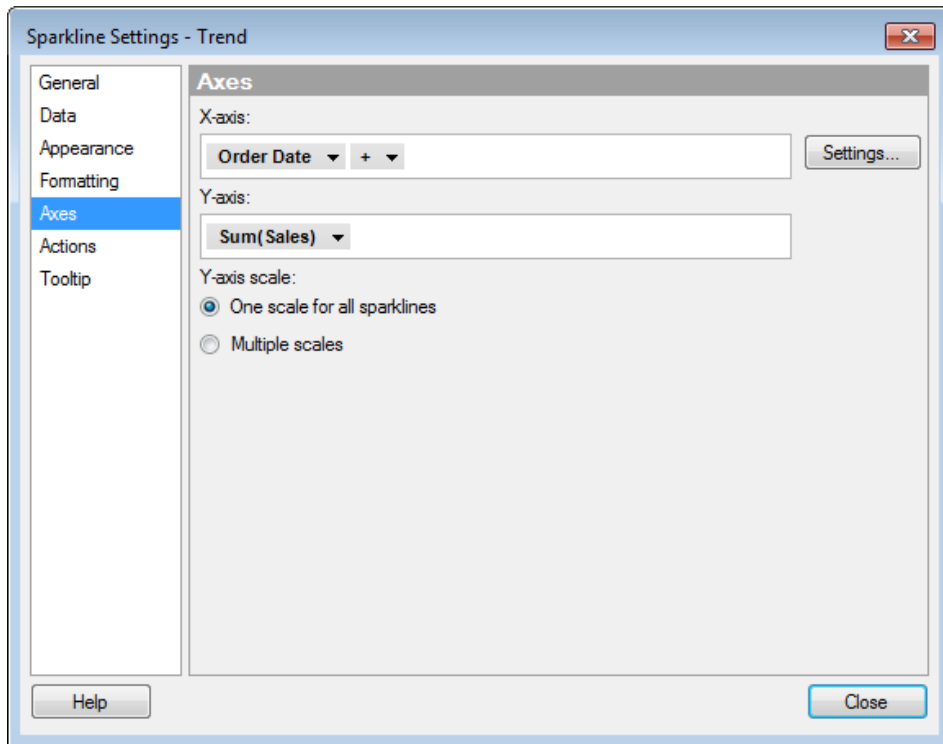 Sparkline Settings - Trend
General
Data
Appearance
Formatting
Axes
Actions
Tooltip
Axes
X-axis:
Order Date +
Settings...
Y-axis:
Sum(Sales)
Y-axis scale:
One scale for all sparklines
Multiple scales
Help
Close